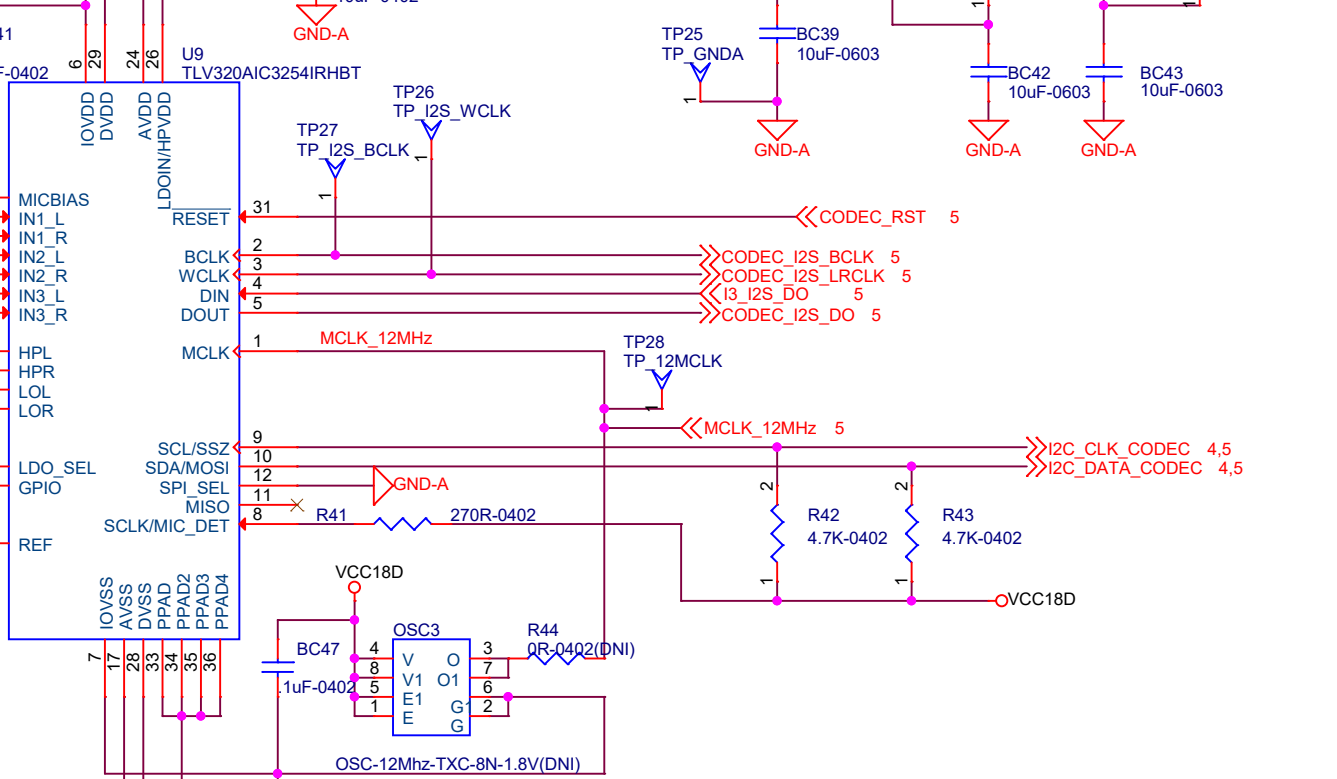 10uF-0402
GND-A
41
F-0402
6
29
24
26
U9
TLV320AIC3254IRHBT
IOVDD
DVDD
AVDD
LDOIN/HPVDD
TP25
TP_GNDA
1
BC39
10uF-0603
GND-A
1
BC42
10uF-0603
GND-A
1
BC43
10uF-0603
GND-A
TP26
TP_I2S_WCLK
1
TP27
TP_I2S_BCLK
1
MICBIAS
IN1_L
IN1_R
IN2_L
IN2_R
IN3_L
IN3_R
HPL
HPR
LOL
LOR
LDO_SEL
GPIO
REF
RESET 31 CODEC_RST 5
BCLK 2 CODEC_I2S_BCLK 5
WCLK 3 CODEC_I2S_LRCLK 5
DIN 4 I3_I2S_DO 5
DOUT 5 CODEC_I2S_DO 5
MCLK 1 MCLK_12MHz
TP28
TP_12MCLK
1
MCLK_12MHz 5
SCL/SSZ 9 I2C_CLK_CODEC 4,5
SDA/MOSI 10 I2C_DATA_CODEC 4,5
SPI_SEL 12 GND-A
MISO 11
SCLK/MIC_DET 8 R41 270R-0402
2
R42
4.7K-0402
1
2
R43
4.7K-0402
1
VCC18D
IOVSS
AVSS
DVSS
PPAD
PPAD2
PPAD3
PPAD4
7
17
28
33
34
35
36
VCC18D
BC47
.1uF-0402
OSC3
4 V O 3
8 V1 O1 7
5 E1 G1 6
1 E G 2
R44
0R-0402(DNI)
OSC-12Mhz-TXC-8N-1.8V(DNI)